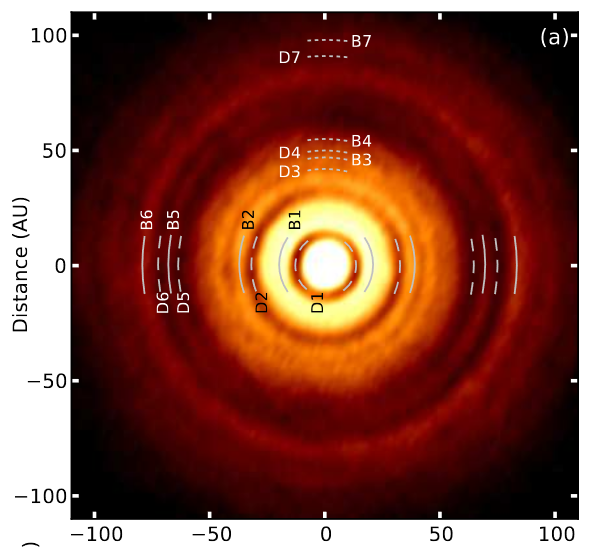 (a)
100
B7
D7
50
B4
D4
B3
D3
B6
B5
B2
B1
0
D6
D5
D2
D1
−50
−100
Distance (AU)
−100
−50
0
50
100
)